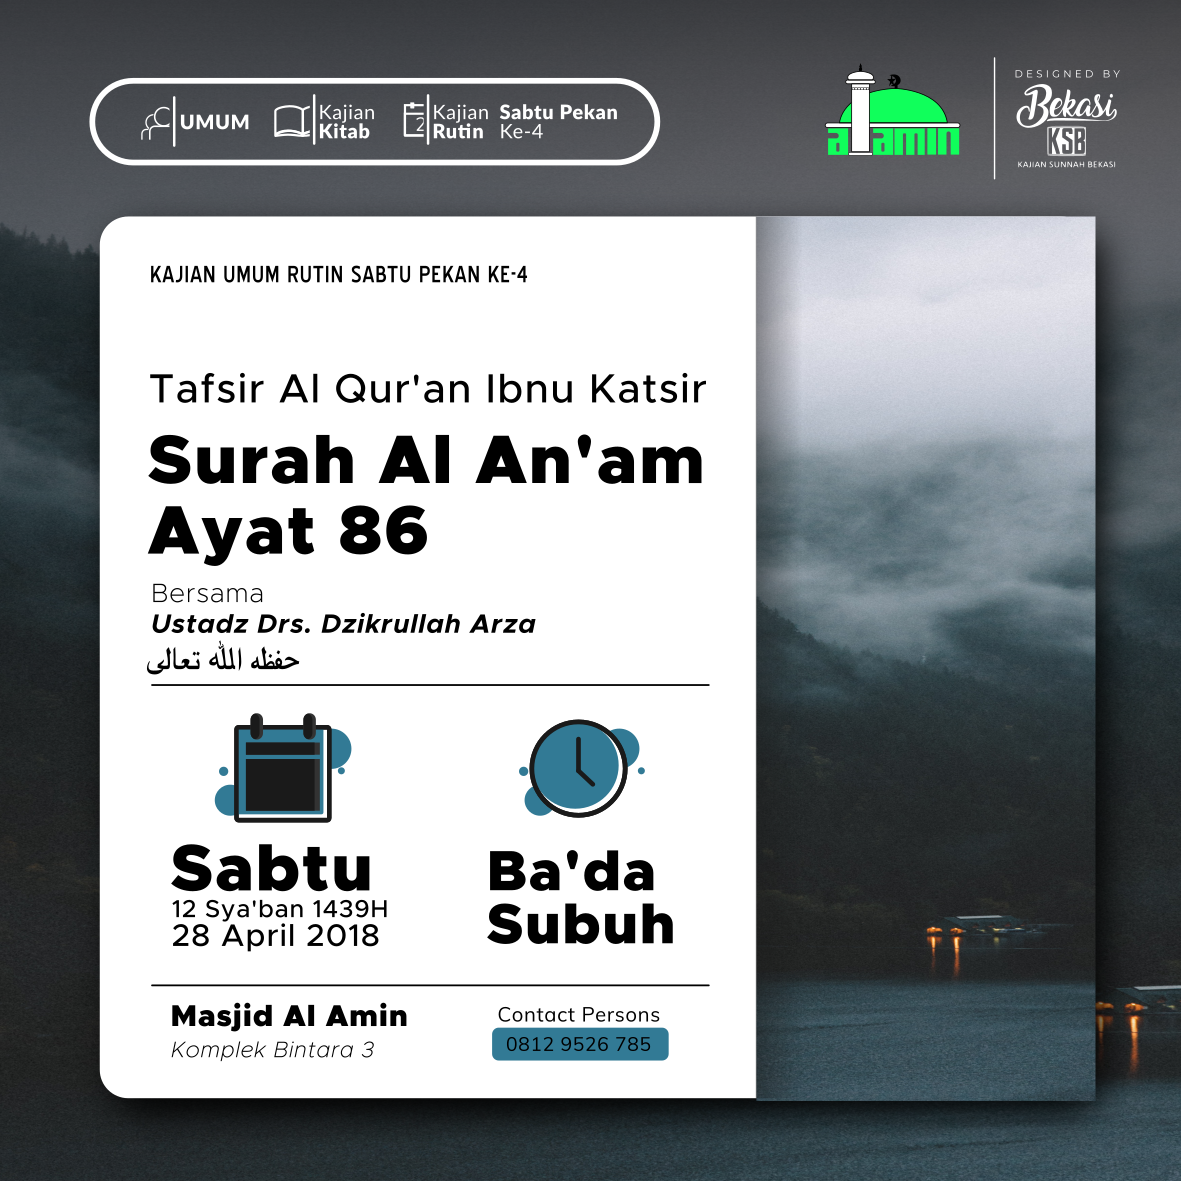 UMUM
Kajian
Kitab
2
Kajian
Rutin
Sabtu Pekan
Ke-4
al amin
DESIGNED BY
Bekasi
KSB
KAJIAN SUNNAH BEKASI
KAJIAN UMUM RUTIN SABTU PEKAN KE-4
Tafsir Al Qur'an Ibnu Katsir
Surah Al An'am
Ayat 86
Bersama
Ustadz Drs. Dzikrullah Arza
حفظه الله تعالى
Sabtu
12 Sya'ban 1439H
28 April 2018
Ba'da
Subuh
Masjid Al Amin
Komplek Bintara 3
Contact Persons
0812 9526 785